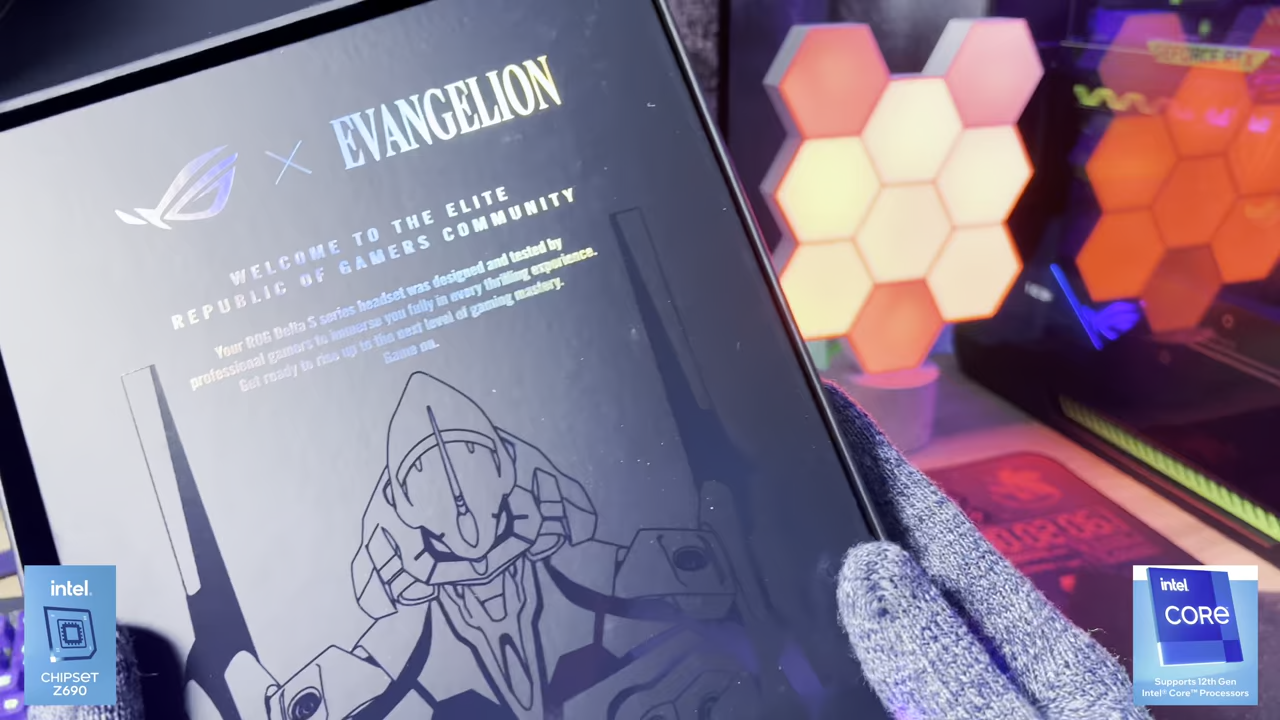 EVANGELION
WELCOME TO THE ELITE
REPUBLIC OF GAMERS COMMUNITY
Your ROG Delta S series headset was designed and tested by
professional gamers to immerse you fully in every thrilling experience.
Get ready to rise up to the next level of gaming mastery.
Game on.
GEFORCE RTX
intel.
CHIPSET
Z690
intel
CORe
Supports 12th Gen
Intel® Core™ Processors